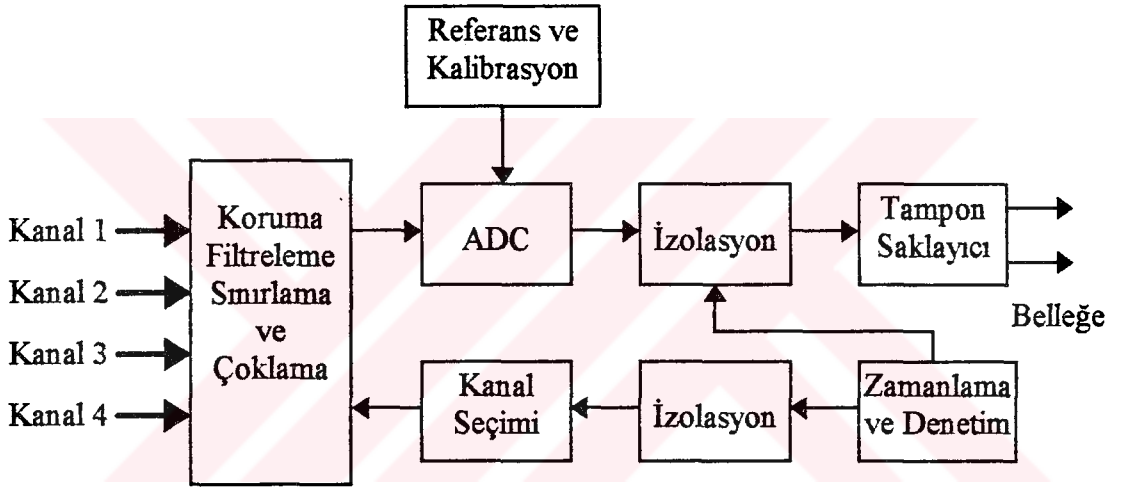 Referans ve
Kalibrasyon
Kanal 1
Kanal 2
Kanal 3
Kanal 4
Koruma
Filtreleme
Sınırlama
ve
Çoklama
ADC
İzolasyon
Tampon
Saklayıcı
Belleğe
Kanal
Seçimi
İzolasyon
Zamanlama
ve Denetim